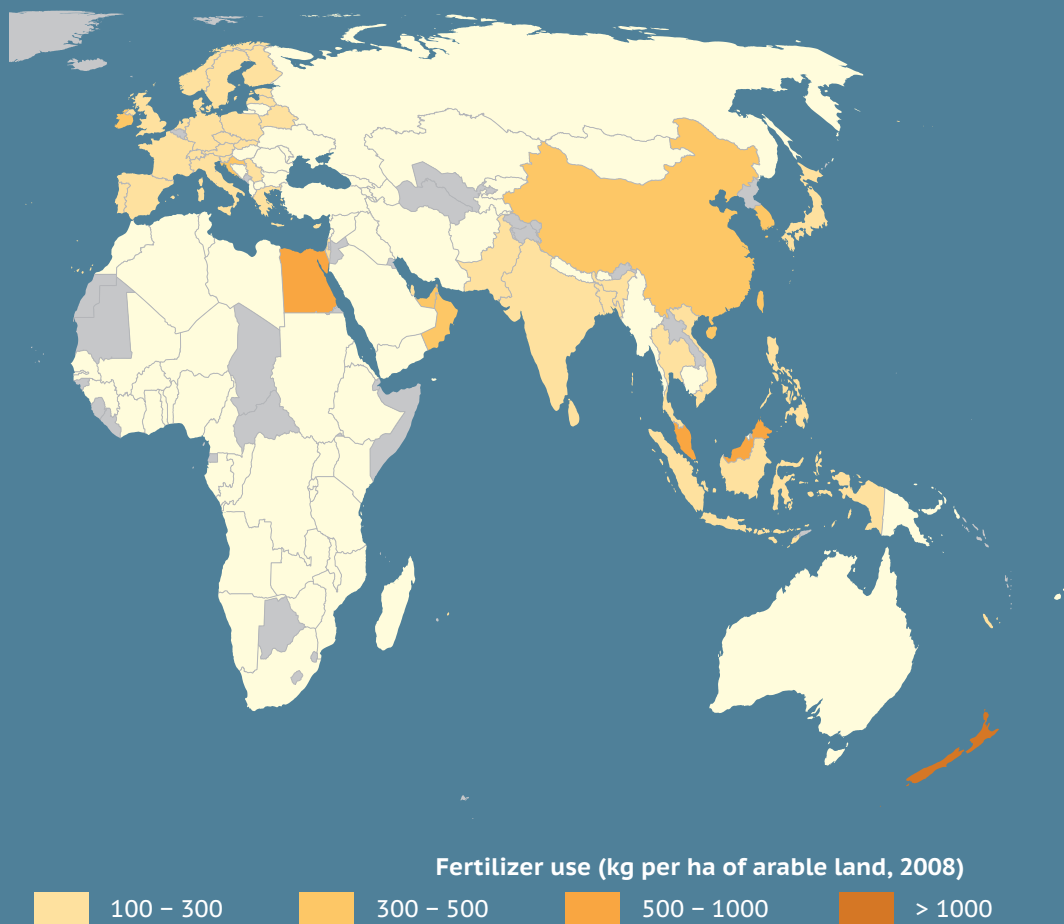 Fertilizer use (kg per ha of arable land, 2008)
100 – 300 300 – 500 500 – 1000 > 1000